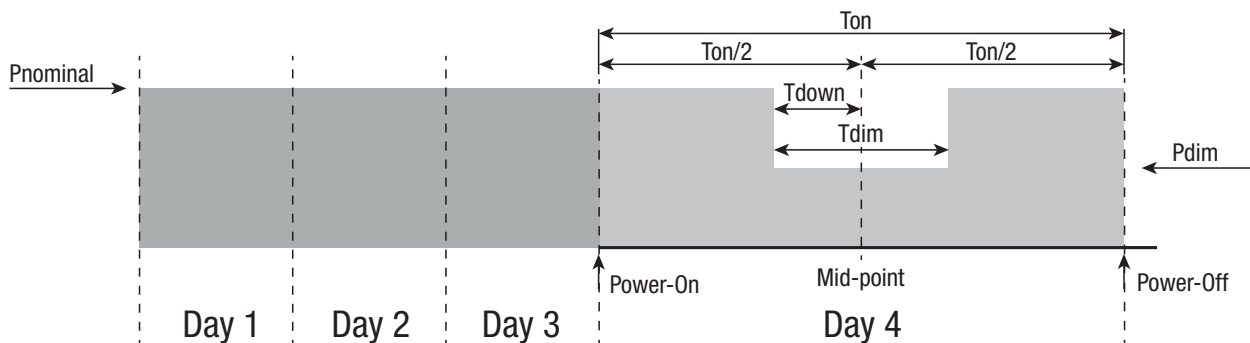 Ton
Ton/2 Ton/2
Pnominal
Tdown
Tdim
Pdim
Power-On Mid-point Power-Off
Day 1 Day 2 Day 3 Day 4